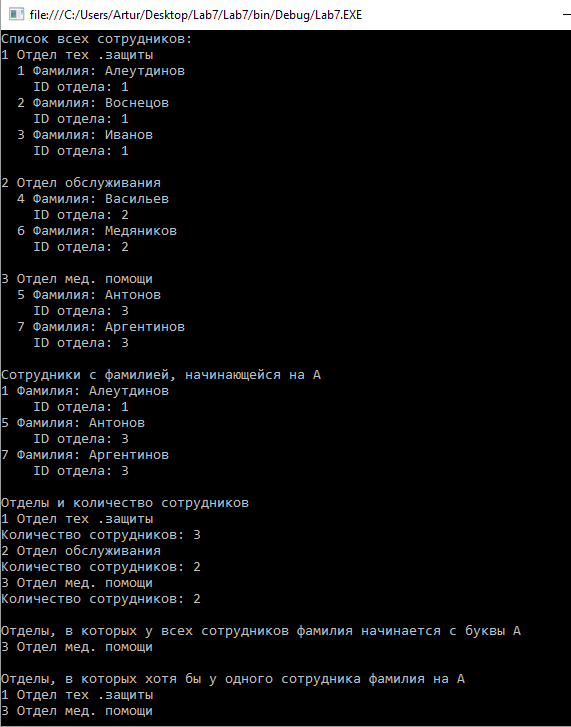 file:///C:/Users/Artur/Desktop/Lab7/Lab7/bin/Debug/Lab7.EXE
Список всех сотрудников:
1 Отдел тех .защиты
1 Фамилия: Алеутдинов
ID отдела: 1
2 Фамилия: Воснецов
ID отдела: 1
3 Фамилия: Иванов
ID отдела: 1
2 Отдел обслуживания
4 Фамилия: Васильев
ID отдела: 2
6 Фамилия: Медяников
ID отдела: 2
3 Отдел мед. помощи
5 Фамилия: Антонов
ID отдела: 3
7 Фамилия: Аргентинов
ID отдела: 3
Сотрудники с фамилией, начинающейся на А
1 Фамилия: Алеутдинов
ID отдела: 1
5 Фамилия: Антонов
ID отдела: 3
7 Фамилия: Аргентинов
ID отдела: 3
Отделы и количество сотрудников
1 Отдел тех .защиты
Количество сотрудников: 3
2 Отдел обслуживания
Количество сотрудников: 2
3 Отдел мед. помощи
Количество сотрудников: 2
Отделы, в которых у всех сотрудников фамилия начинается с буквы А
3 Отдел мед. помощи
Отделы, в которых хотя бы у одного сотрудника фамилия на А
1 Отдел тех .защиты
3 Отдел мед. помощи